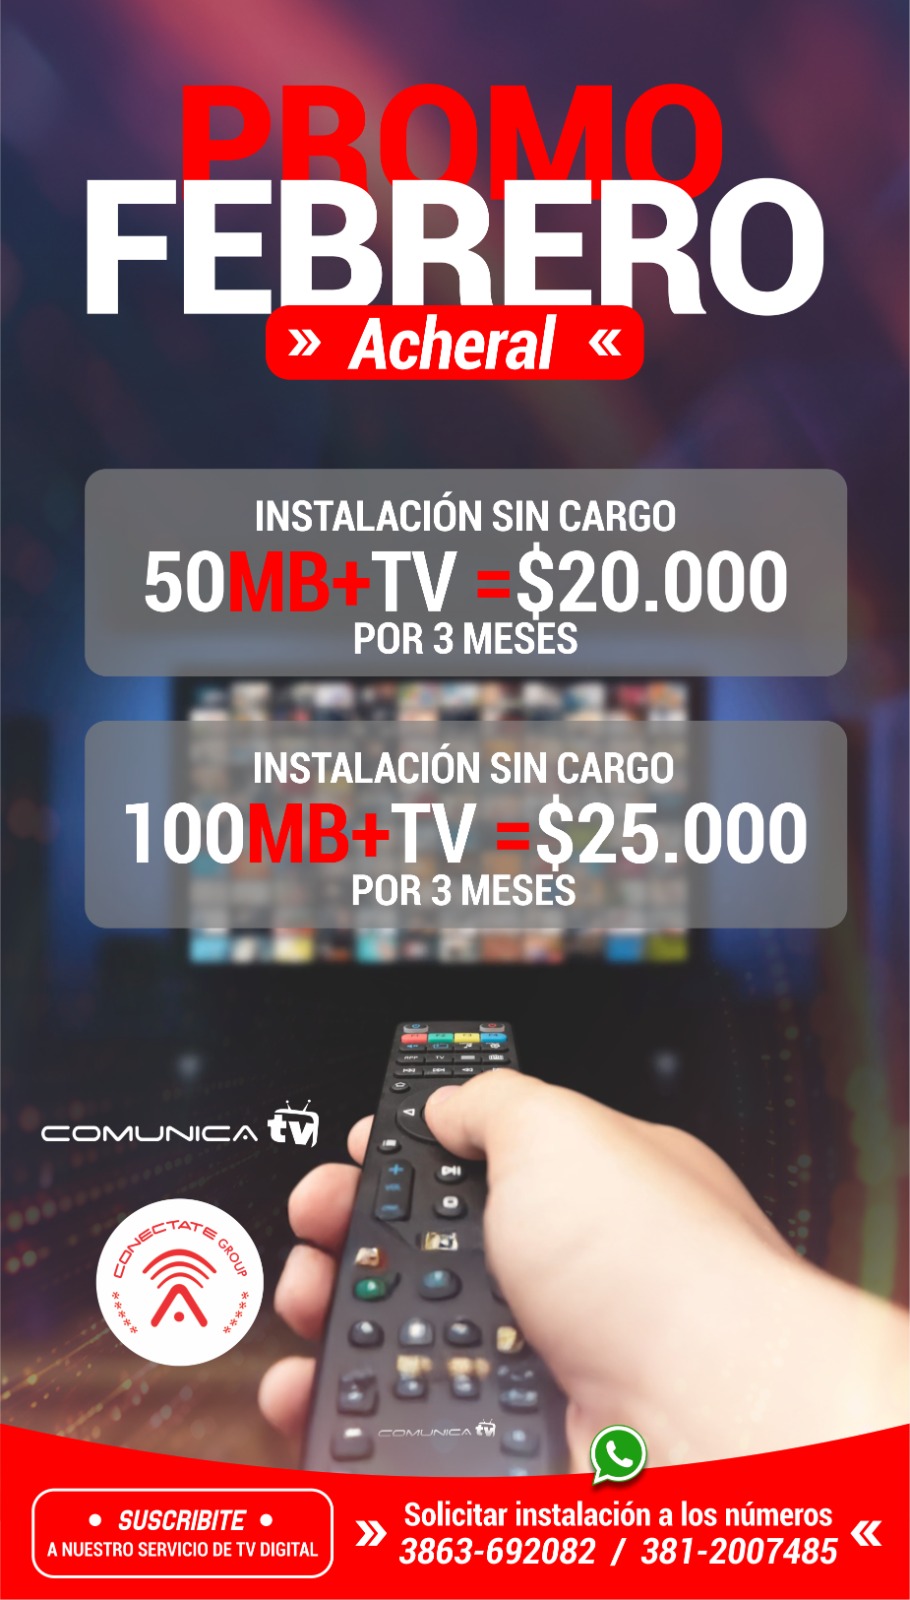 PROMO
FEBRERO
» Acheral «
INSTALACIÓN SIN CARGO
50MB+TV =$20.000
POR 3 MESES
INSTALACIÓN SIN CARGO
100MB+TV =$25.000
POR 3 MESES
COMUNICA tv
CONECTATE GROUP
COMUNICA tv
• SUSCRIBITE •
A NUESTRO SERVICIO DE TV DIGITAL
Solicitar instalación a los números
» 3863-692082 / 381-2007485 «